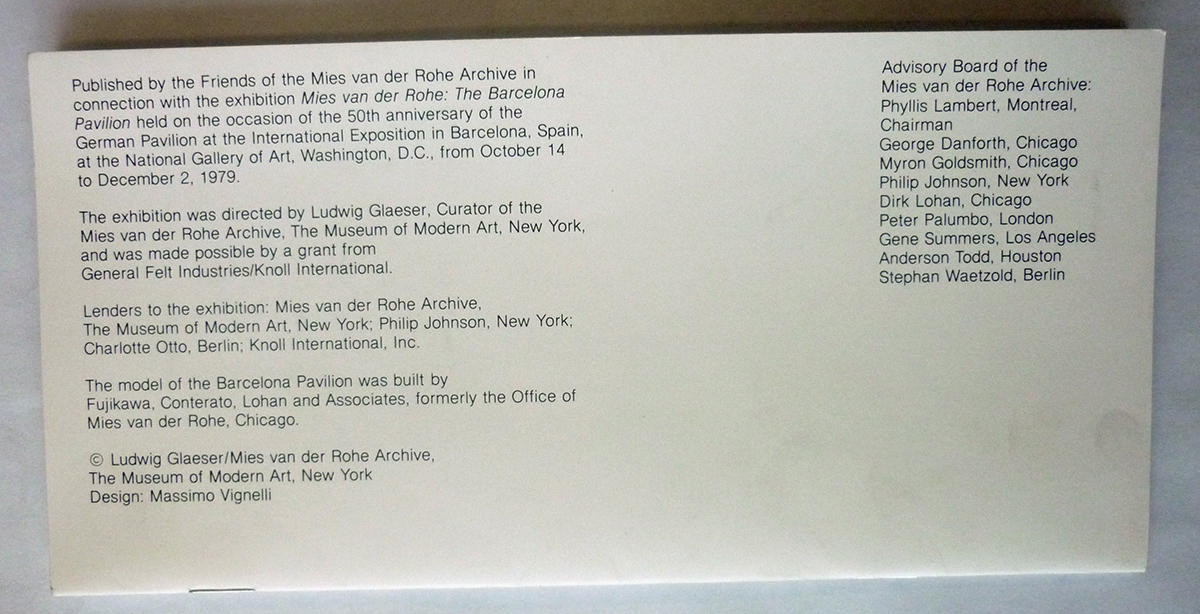 Published by the Friends of the Mies van der Rohe Archive in
connection with the exhibition Mies van der Rohe: The Barcelona
Pavilion held on the occasion of the 50th anniversary of the
German Pavilion at the International Exposition in Barcelona, Spain,
at the National Gallery of Art, Washington, D.C., from October 14
to December 2, 1979.
The exhibition was directed by Ludwig Glaeser, Curator of the
Mies van der Rohe Archive, The Museum of Modern Art, New York,
and was made possible by a grant from
General Felt Industries/Knoll International.
Lenders to the exhibition: Mies van der Rohe Archive,
The Museum of Modern Art, New York; Philip Johnson, New York;
Charlotte Otto, Berlin; Knoll International, Inc.
The model of the Barcelona Pavilion was built by
Fujikawa, Conterato, Lohan and Associates, formerly the Office of
Mies van der Rohe, Chicago.
© Ludwig Glaeser/Mies van der Rohe Archive,
The Museum of Modern Art, New York
Design: Massimo Vignelli
Advisory Board of the
Mies van der Rohe Archive:
Phyllis Lambert, Montreal,
Chairman
George Danforth, Chicago
Myron Goldsmith, Chicago
Philip Johnson, New York
Dirk Lohan, Chicago
Peter Palumbo, London
Gene Summers, Los Angeles
Anderson Todd, Houston
Stephan Waetzold, Berlin